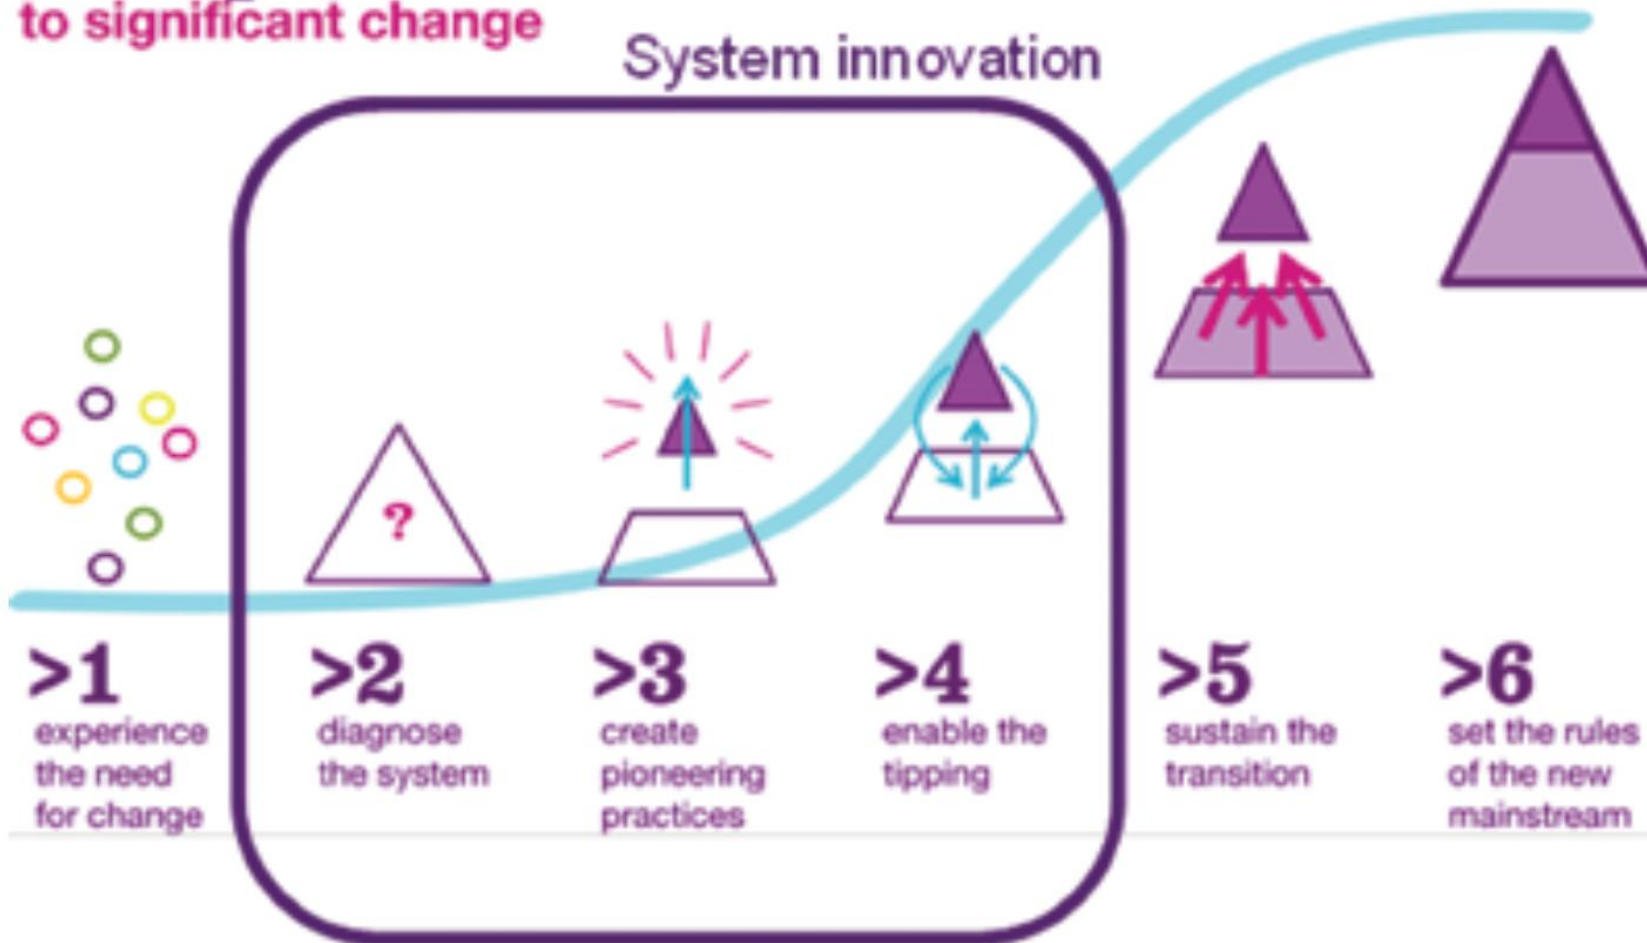 to significant change
System innovation
?
>1
experience
the need
for change
>2
diagnose
the system
>3
create
pioneering
practices
>4
enable the
tipping
>5
sustain the
transition
>6
set the rules
of the new
mainstream